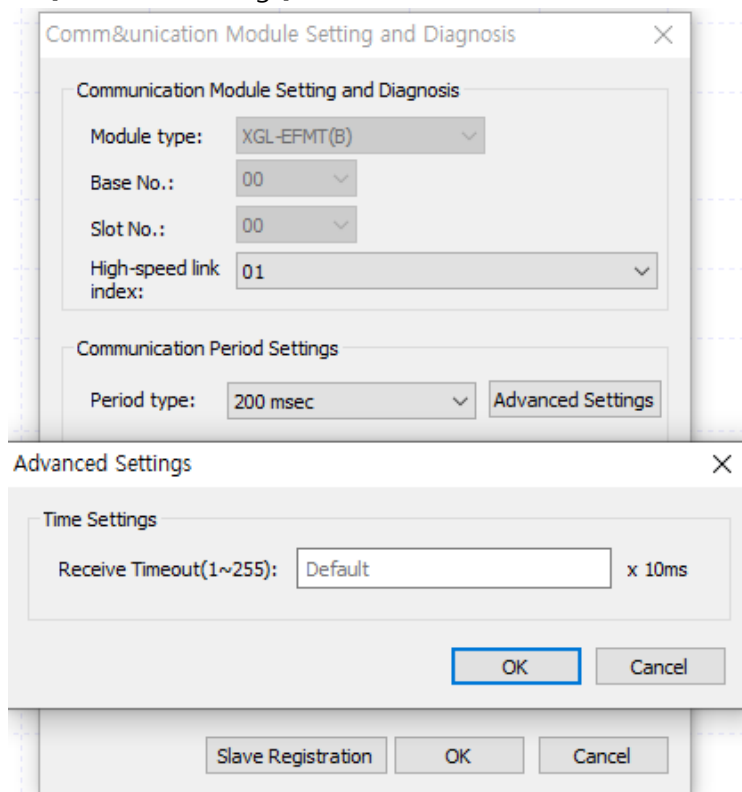 Comm&unication Module Setting and Diagnosis
Communication Module Setting and Diagnosis
Module type: XGL-EFMT(B)
Base No.: 00
Slot No.: 00
High-speed link index: 01
Communication Period Settings
Period type: 200 msec Advanced Settings
Advanced Settings
Time Settings
Receive Timeout(1~255): Default x 10ms
OK Cancel
Slave Registration OK Cancel